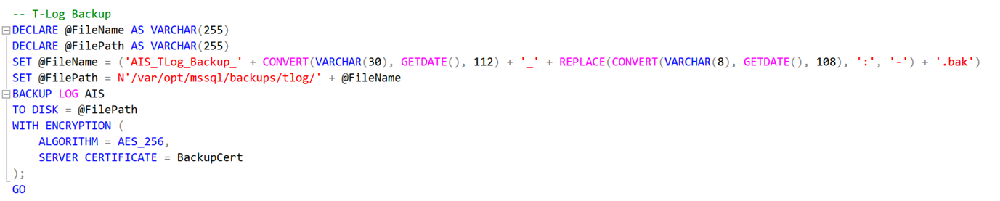 -- T-Log Backup
DECLARE @FileName AS VARCHAR(255)
DECLARE @FilePath AS VARCHAR(255)
SET @FileName = ('AIS_TLog_Backup_' + CONVERT(VARCHAR(30), GETDATE(), 112) + '_' + REPLACE(CONVERT(VARCHAR(8), GETDATE(), 108), ':', '-') + '.bak')
SET @FilePath = N'/var/opt/mssql/backups/tlog/' + @FileName
BACKUP LOG AIS
TO DISK = @FilePath
WITH ENCRYPTION (
    ALGORITHM = AES_256,
    SERVER CERTIFICATE = BackupCert
);
GO